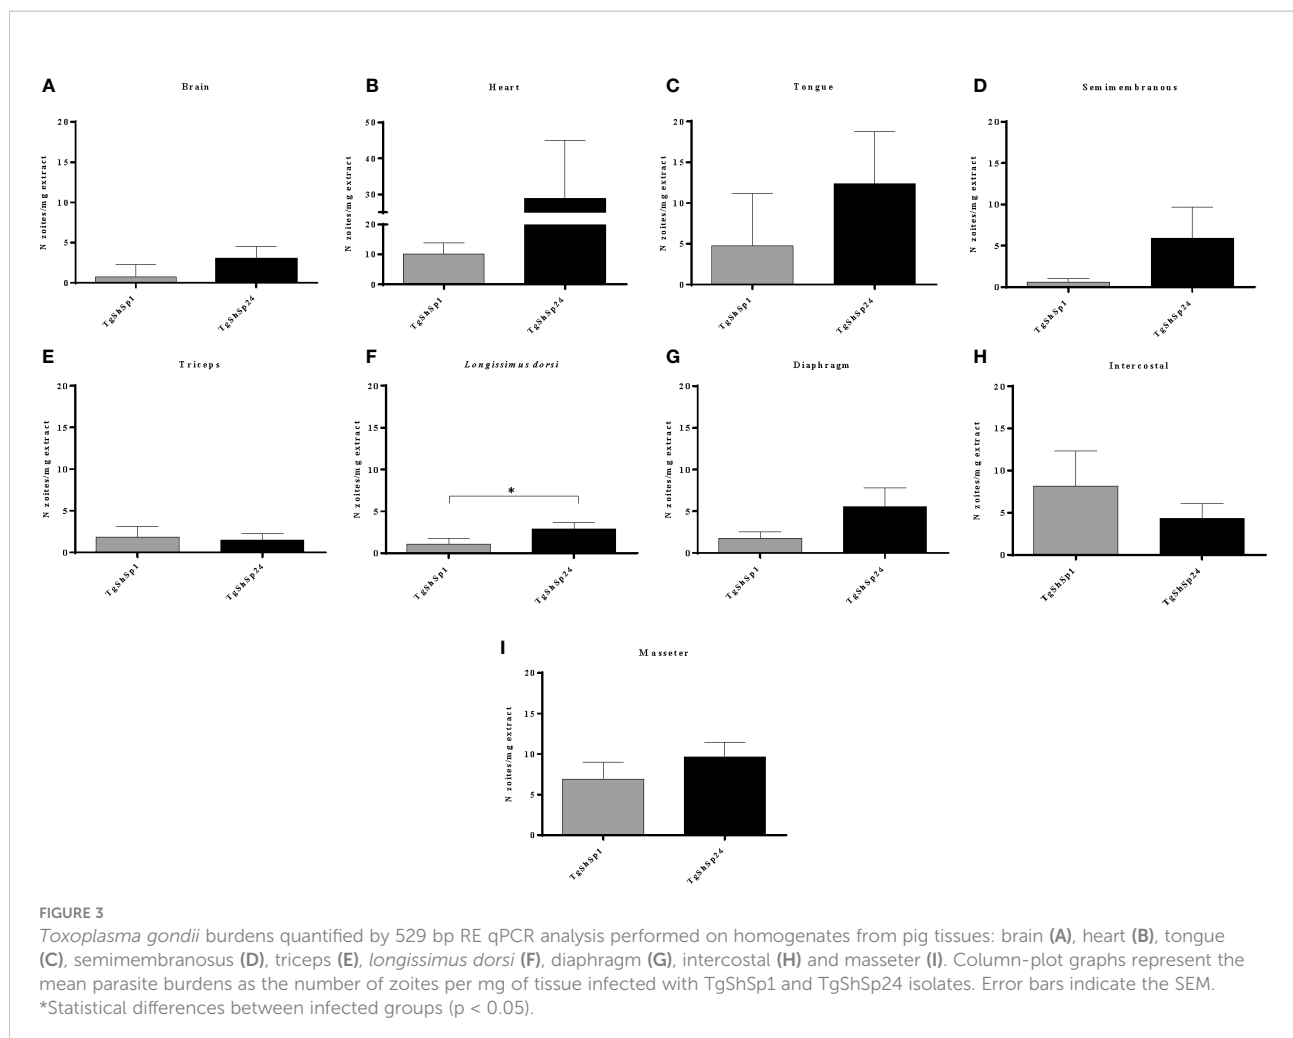 A
Brain
N zoites/mg extract
20
15
10
5
0
TgShSp1
TgShSp24
B
Heart
N zoites/mg extract
50
40
30
20
10
0
TgShSp1
TgShSp24
C
Tongue
N zoites/mg extract
20
15
10
5
0
TgShSp1
TgShSp24
D
Semimembranous
N zoites/mg extract
20
15
10
5
0
TgShSp1
TgShSp24
E
Triceps
N zoites/mg extract
20
15
10
5
0
TgShSp1
TgShSp24
F
Longissimus dorsi
N zoites/mg extract
20
15
10
5
0
*
TgShSp1
TgShSp24
G
Diaphragm
N zoites/mg extract
20
15
10
5
0
TgShSp1
TgShSp24
H
Intercostal
N zoites/mg extract
20
15
10
5
0
TgShSp1
TgShSp24
I
Masseter
N zoites/mg extract
20
15
10
5
0
TgShSp1
TgShSp24
FIGURE 3
Toxoplasma gondii burdens quantified by 529 bp RE qPCR analysis performed on homogenates from pig tissues: brain (A), heart (B), tongue
(C), semimembranosus (D), triceps (E), longissimus dorsi (F), diaphragm (G), intercostal (H) and masseter (I). Column-plot graphs represent the
mean parasite burdens as the number of zoites per mg of tissue infected with TgShSp1 and TgShSp24 isolates. Error bars indicate the SEM.
*Statistical differences between infected groups (p < 0.05).